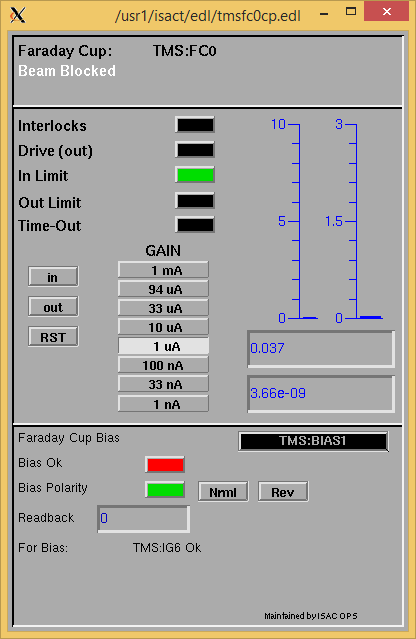 /usr1/isact/edl/tmsfc0cp.edl
Faraday Cup: TMS:FC0
Beam Blocked
Interlocks
Drive (out)
In Limit
Out Limit
Time-Out
10
5
0
3
1.5
0
GAIN
1 mA
94 uA
33 uA
10 uA
1 uA
100 nA
33 nA
1 nA
in
out
RST
0.037
3.66e-09
Faraday Cup Bias TMS:BIAS1
Bias Ok
Bias Polarity Nrml Rev
Readback 0
For Bias: TMS:IG6 Ok
Maintained by ISAC OPS